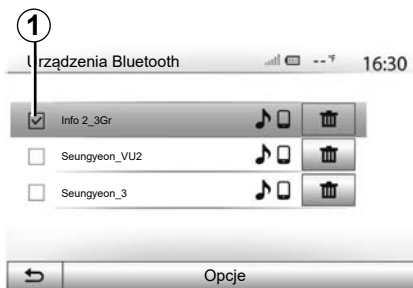 1
Urządzenia Bluetooth
--°F 16:30
Info 2_3Gr
Seungyeon_VU2
Seungyeon_3
Opcje